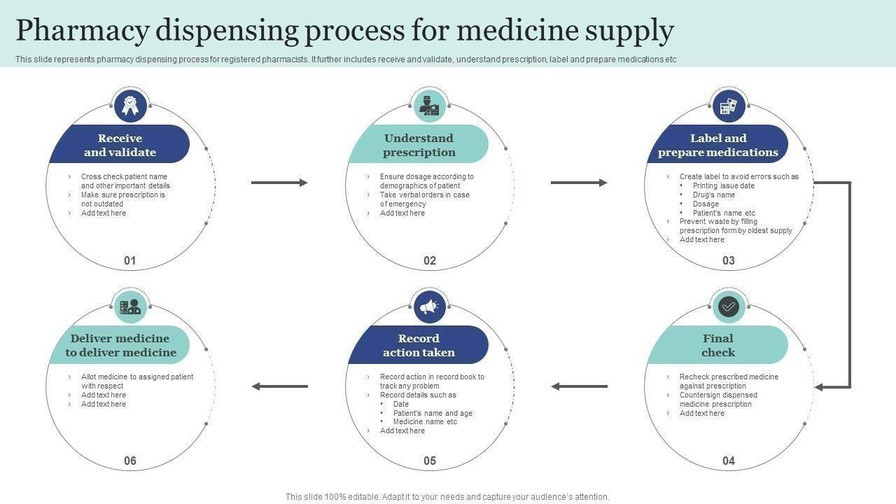 Pharmacy dispensing process for medicine supply
This slide represents pharmacy dispensing process for registered pharmacists. It further includes receive and validate, understand prescription, label and prepare medications etc
Receive
and validate
› Cross check patient name
and other important details
› Make sure prescription is
not outdated
› Add text here
01
Understand
prescription
› Ensure dosage according to
demographics of patient
› Take verbal orders in case
of emergency
› Add text here
02
Label and
prepare medications
› Create label to avoid errors such as
• Printing issue date
• Drug's name
• Dosage
• Patient's name etc
› Prevent waste by filling
prescription form by oldest supply
› Add text here
03
Final
check
› Recheck prescribed medicine
against prescription
› Countersign dispensed
medicine prescription
› Add text here
04
Record
action taken
› Record action in record book to
track any problem
› Record details such as
• Date
• Patient's name and age
• Medicine name etc
› Add text here
05
Deliver medicine
to deliver medicine
› Allot medicine to assigned patient
with respect
› Add text here
› Add text here
06
This slide 100% editable. Adapt it to your needs and capture your audience's attention.